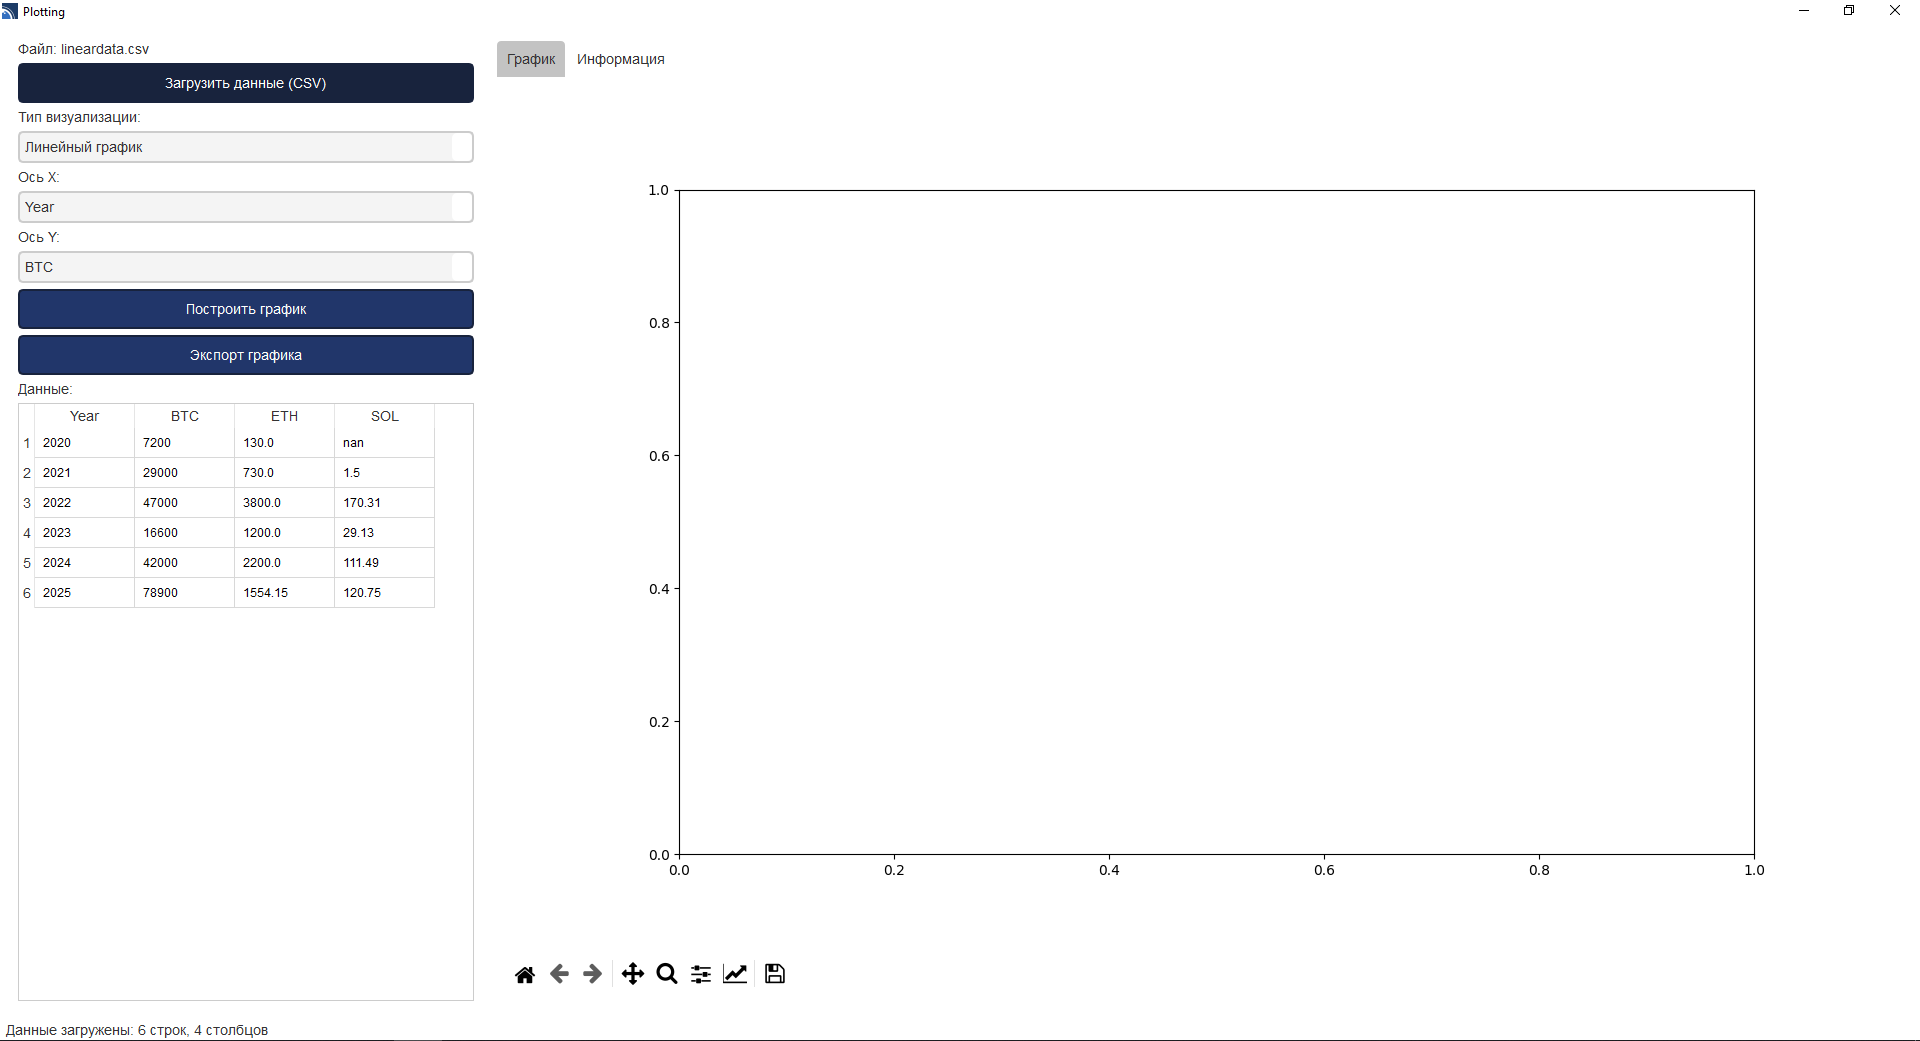 Plotting
Файл: lineardata.csv
Загрузить данные (CSV)
Тип визуализации:
Линейный график
Ось X:
Year
Ось Y:
BTC
Построить график
Экспорт графика
Данные:
Year BTC ETH SOL
1 2020 7200 130.0 nan
2 2021 29000 730.0 1.5
3 2022 47000 3800.0 170.31
4 2023 16600 1200.0 29.13
5 2024 42000 2200.0 111.49
6 2025 78900 1554.15 120.75
График Информация
1.0
0.8
0.6
0.4
0.2
0.0
0.0 0.2 0.4 0.6 0.8 1.0
Данные загружены: 6 строк, 4 столбцов